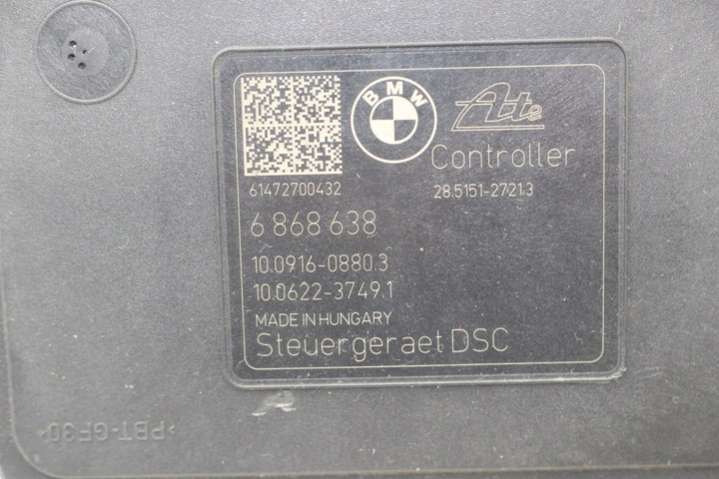 BMW
Ate
Controller
61472700432
28.5151-2721.3
6 868 638
10.0916-0880.3
10.0622-3749.1
MADE IN HUNGARY
Steuergeraet DSC
>PBT-GF30<